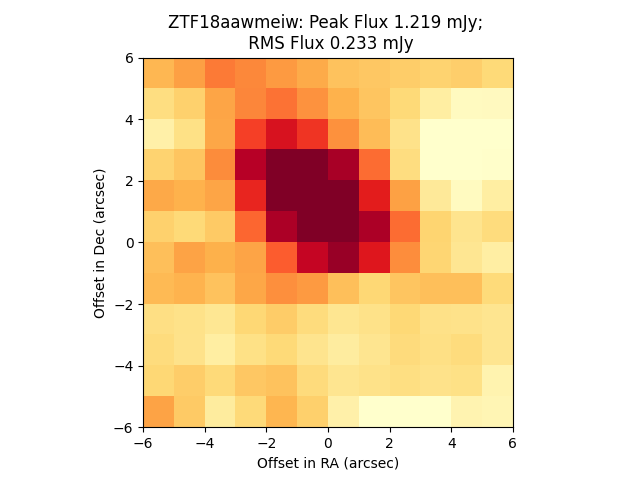 ZTF18aawmeiw: Peak Flux 1.219 mJy;
RMS Flux 0.233 mJy
6
4
2
0
−2
−4
−6
Offset in Dec (arcsec)
−6 −4 −2 0 2 4 6
Offset in RA (arcsec)